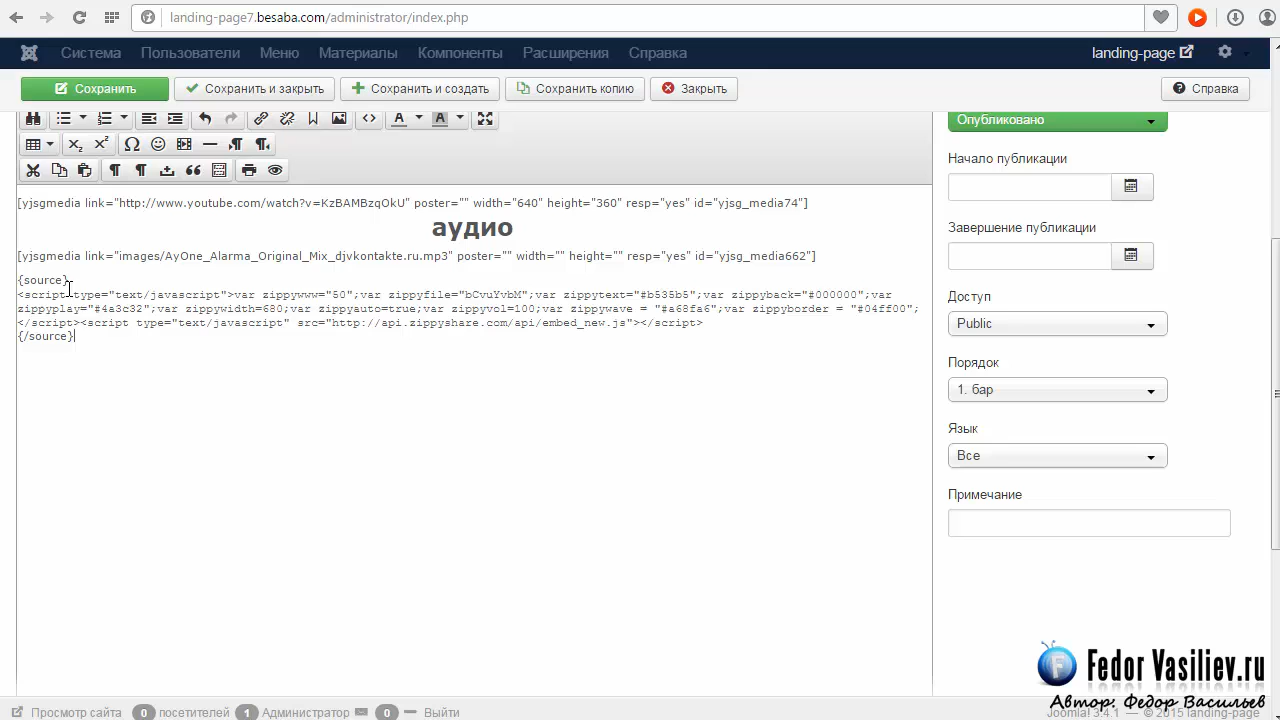 landing-page7.besaba.com/administrator/index.php
Система Пользователи Меню Материалы Компоненты Расширения Справка landing-page
Сохранить Сохранить и закрыть Сохранить и создать Сохранить копию Закрыть Справка
Опубликовано
Начало публикации
Завершение публикации
Доступ
Public
Порядок
1. бар
Язык
Все
Примечание
[yjsgmedia link="http://www.youtube.com/watch?v=KzBAMBzqOkU" poster="" width="640" height="360" resp="yes" id="yjsg_media74"]
аудио
[yjsgmedia link="images/AyOne_Alarma_Original_Mix_djvkontakte.ru.mp3" poster="" width="" height="" resp="yes" id="yjsg_media662"]
{source}
<script type="text/javascript">var zippywww="50";var zippyfile="bCvuYvbM";var zippytext="#b535b5";var zippyback="#000000";var
zippyplay="#4a3c32";var zippywidth=680;var zippyauto=true;var zippyvol=100;var zippywave = "#a68fa6";var zippyborder = "#04ff00";
</script><script type="text/javascript" src="http://api.zippyshare.com/api/embed_new.js"></script>
{/source}
Fedor Vasiliev.ru
Автор: Федор Васильев
Просмотр сайта 0 посетителей 1 Администратор 0 Выйти
Joomla! 3.4.1 — © 2015 landing-page